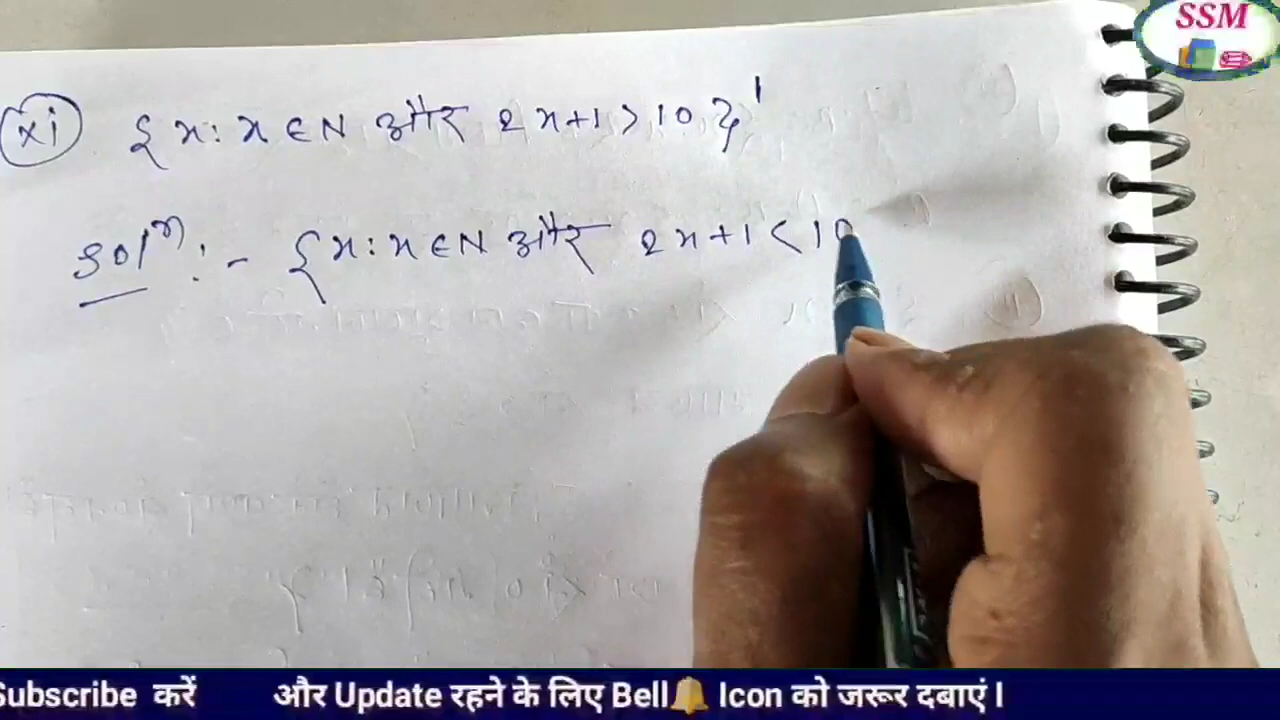 SSM
(xi) {x: x ∈ N और 2x+1 > 10}'
Solⁿ:- {x: x ∈ N और 2x+1 < 10
Subscribe करें और Update रहने के लिए Bell🔔 Icon को जरूर दबाएं।